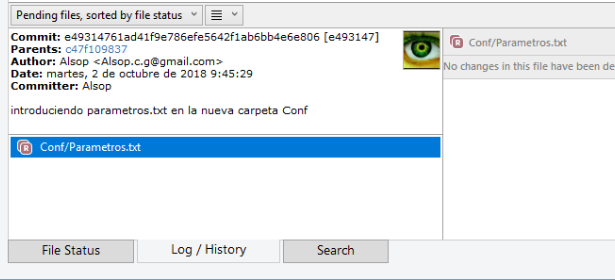 Pending files, sorted by file status
Commit: e49314761ad41f9e786efe5642f1ab6bb4e6e806 [e493147]
Parents: c47f109837
Author: Alsop <Alsop.c.g@gmail.com>
Date: martes, 2 de octubre de 2018 9:45:29
Committer: Alsop
introduciendo parametros.txt en la nueva carpeta Conf
R Conf/Parametros.txt
R Conf/Parametros.txt
No changes in this file have been de
File Status
Log / History
Search